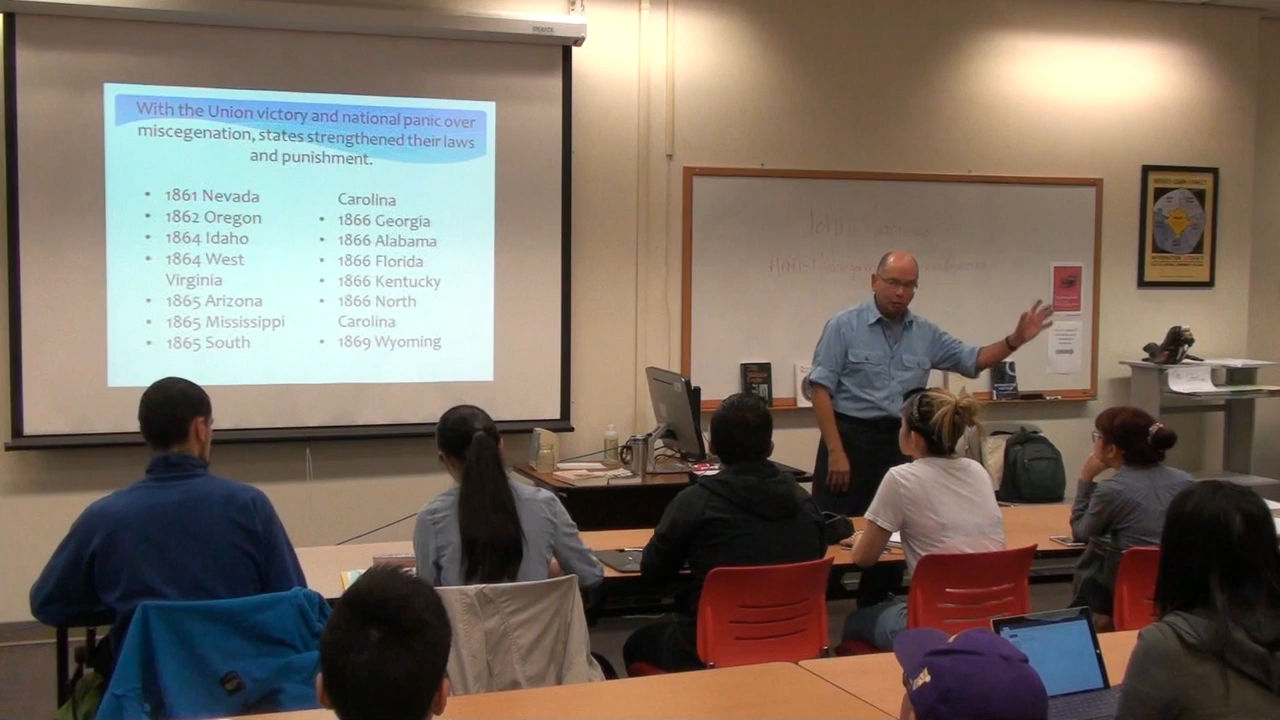 With the Union victory and national panic over
miscegenation, states strengthened their laws
and punishment.
• 1861 Nevada
• 1862 Oregon
• 1864 Idaho
• 1864 West
Virginia
• 1865 Arizona
• 1865 Mississippi
• 1865 South
Carolina
• 1866 Georgia
• 1866 Alabama
• 1866 Florida
• 1866 Kentucky
• 1866 North
Carolina
• 1869 Wyoming